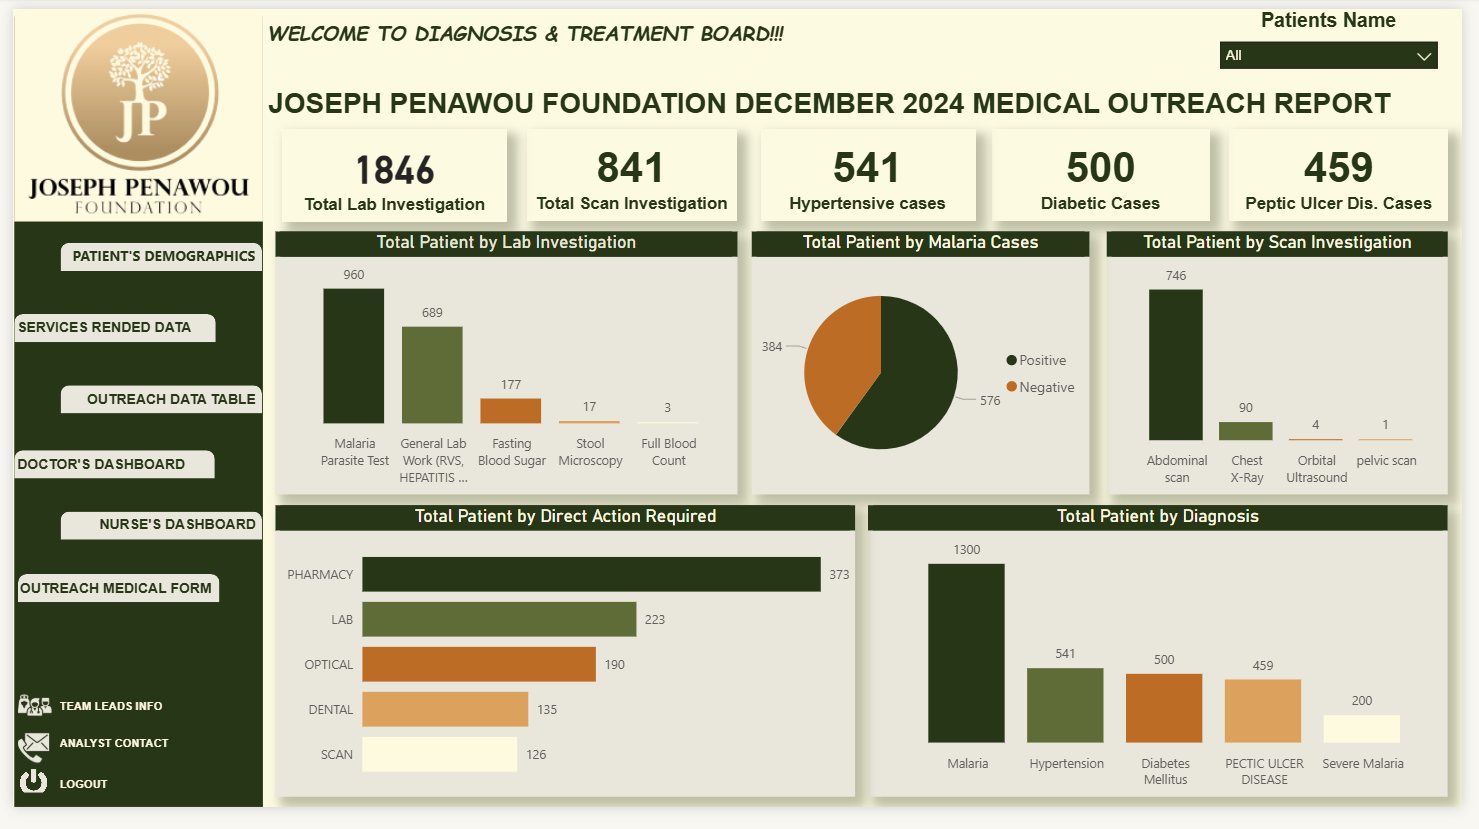 JP
JOSEPH PENAWOU
FOUNDATION
WELCOME TO DIAGNOSIS & TREATMENT BOARD!!!
Patients Name
All
JOSEPH PENAWOU FOUNDATION DECEMBER 2024 MEDICAL OUTREACH REPORT
1846
Total Lab Investigation
841
Total Scan Investigation
541
Hypertensive cases
500
Diabetic Cases
459
Peptic Ulcer Dis. Cases
PATIENT'S DEMOGRAPHICS
SERVICES RENDED DATA
OUTREACH DATA TABLE
DOCTOR'S DASHBOARD
NURSE'S DASHBOARD
OUTREACH MEDICAL FORM
TEAM LEADS INFO
ANALYST CONTACT
LOGOUT
Total Patient by Lab Investigation
960
689
177
17
3
Malaria
Parasite Test
General Lab
Work (RVS,
HEPATITIS ...
Fasting
Blood Sugar
Stool
Microscopy
Full Blood
Count
Total Patient by Malaria Cases
384
576
Positive
Negative
Total Patient by Scan Investigation
746
90
4
1
Abdominal
scan
Chest
X-Ray
Orbital
Ultrasound
pelvic scan
Total Patient by Direct Action Required
PHARMACY 373
LAB 223
OPTICAL 190
DENTAL 135
SCAN 126
Total Patient by Diagnosis
1300
541
500
459
200
Malaria
Hypertension
Diabetes
Mellitus
PECTIC ULCER
DISEASE
Severe Malaria